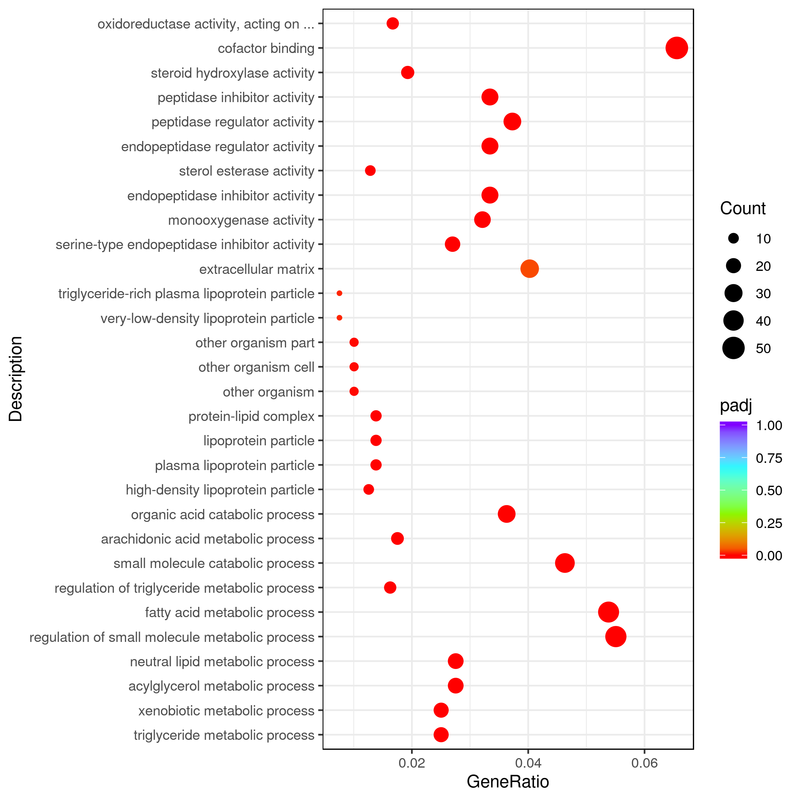 oxidoreductase activity, acting on ...
cofactor binding
steroid hydroxylase activity
peptidase inhibitor activity
peptidase regulator activity
endopeptidase regulator activity
sterol esterase activity
endopeptidase inhibitor activity
monooxygenase activity
serine-type endopeptidase inhibitor activity
extracellular matrix
triglyceride-rich plasma lipoprotein particle
very-low-density lipoprotein particle
other organism part
other organism cell
other organism
protein-lipid complex
lipoprotein particle
plasma lipoprotein particle
high-density lipoprotein particle
organic acid catabolic process
arachidonic acid metabolic process
small molecule catabolic process
regulation of triglyceride metabolic process
fatty acid metabolic process
regulation of small molecule metabolic process
neutral lipid metabolic process
acylglycerol metabolic process
xenobiotic metabolic process
triglyceride metabolic process
Description
0.02 0.04 0.06
GeneRatio
Count
10
20
30
40
50
padj
1.00
0.75
0.50
0.25
0.00